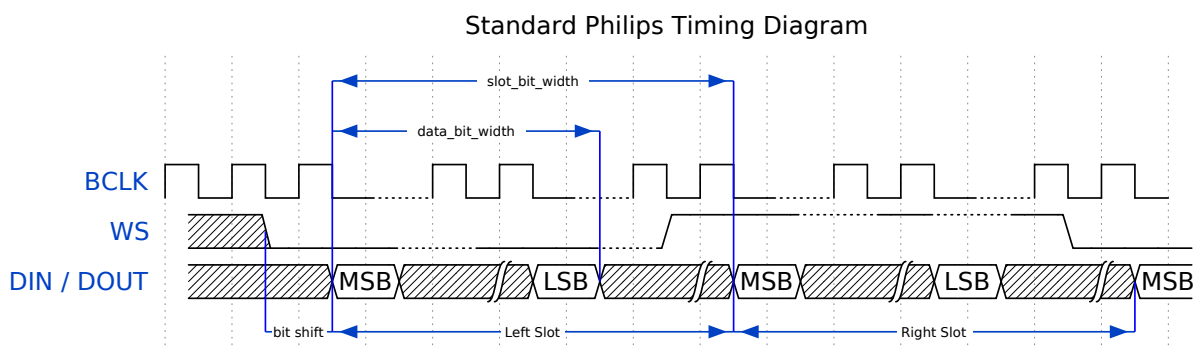 Standard Philips Timing Diagram
slot_bit_width
data_bit_width
BCLK
WS
DIN / DOUT
MSB
LSB
MSB
LSB
MSB
bit shift
Left Slot
Right Slot